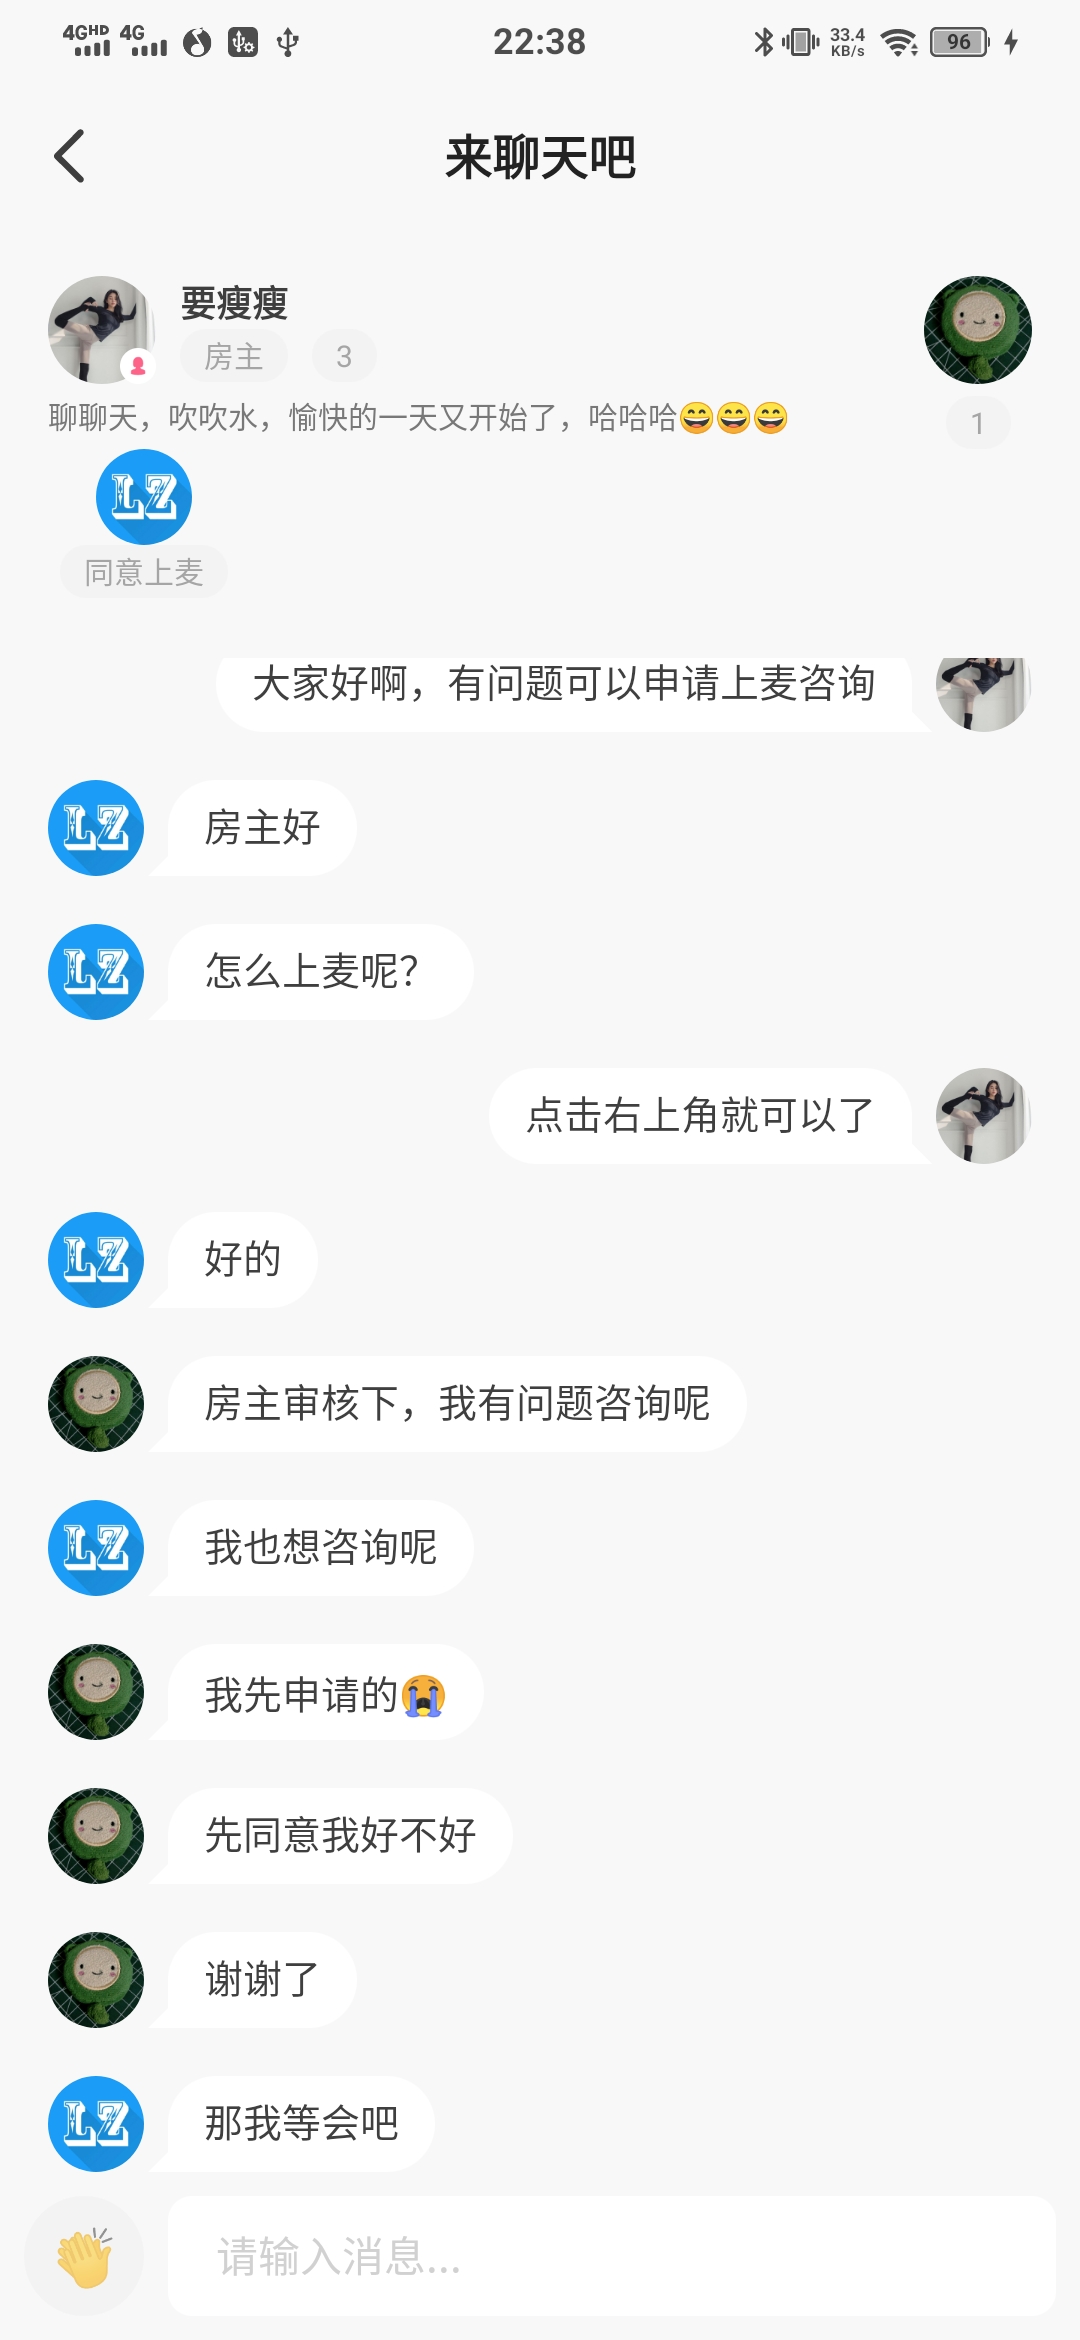 4GHD 4G 22:38 33.4 KB/s 96
来聊天吧
要瘦瘦
房主 3
聊聊天，吹吹水，愉快的一天又开始了，哈哈哈😄😄😄
1
LZ
同意上麦
大家好啊，有问题可以申请上麦咨询
LZ 房主好
LZ 怎么上麦呢？
点击右上角就可以了
LZ 好的
房主审核下，我有问题咨询呢
LZ 我也想咨询呢
我先申请的😭
先同意我好不好
谢谢了
LZ 那我等会吧
请输入消息...